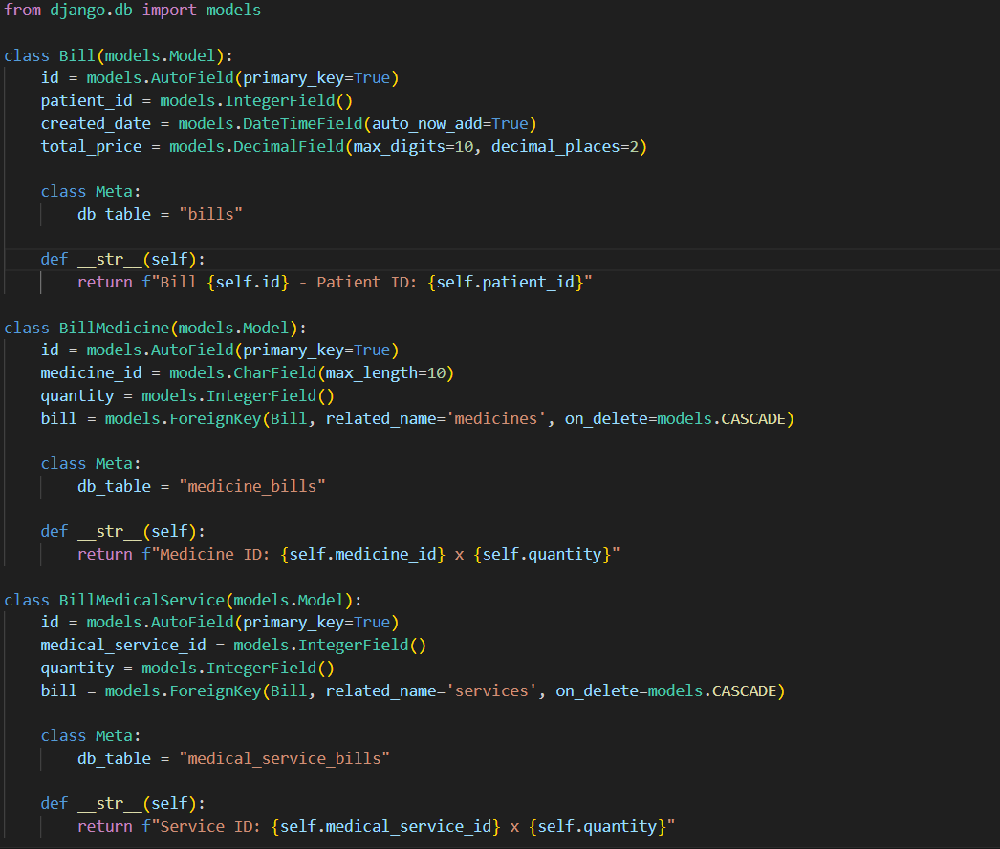 from django.db import models
class Bill(models.Model):
    id = models.AutoField(primary_key=True)
    patient_id = models.IntegerField()
    created_date = models.DateTimeField(auto_now_add=True)
    total_price = models.DecimalField(max_digits=10, decimal_places=2)
    class Meta:
        db_table = "bills"
    def __str__(self):
        return f"Bill {self.id} - Patient ID: {self.patient_id}"
class BillMedicine(models.Model):
    id = models.AutoField(primary_key=True)
    medicine_id = models.CharField(max_length=10)
    quantity = models.IntegerField()
    bill = models.ForeignKey(Bill, related_name='medicines', on_delete=models.CASCADE)
    class Meta:
        db_table = "medicine_bills"
    def __str__(self):
        return f"Medicine ID: {self.medicine_id} x {self.quantity}"
class BillMedicalService(models.Model):
    id = models.AutoField(primary_key=True)
    medical_service_id = models.IntegerField()
    quantity = models.IntegerField()
    bill = models.ForeignKey(Bill, related_name='services', on_delete=models.CASCADE)
    class Meta:
        db_table = "medical_service_bills"
    def __str__(self):
        return f"Service ID: {self.medical_service_id} x {self.quantity}"